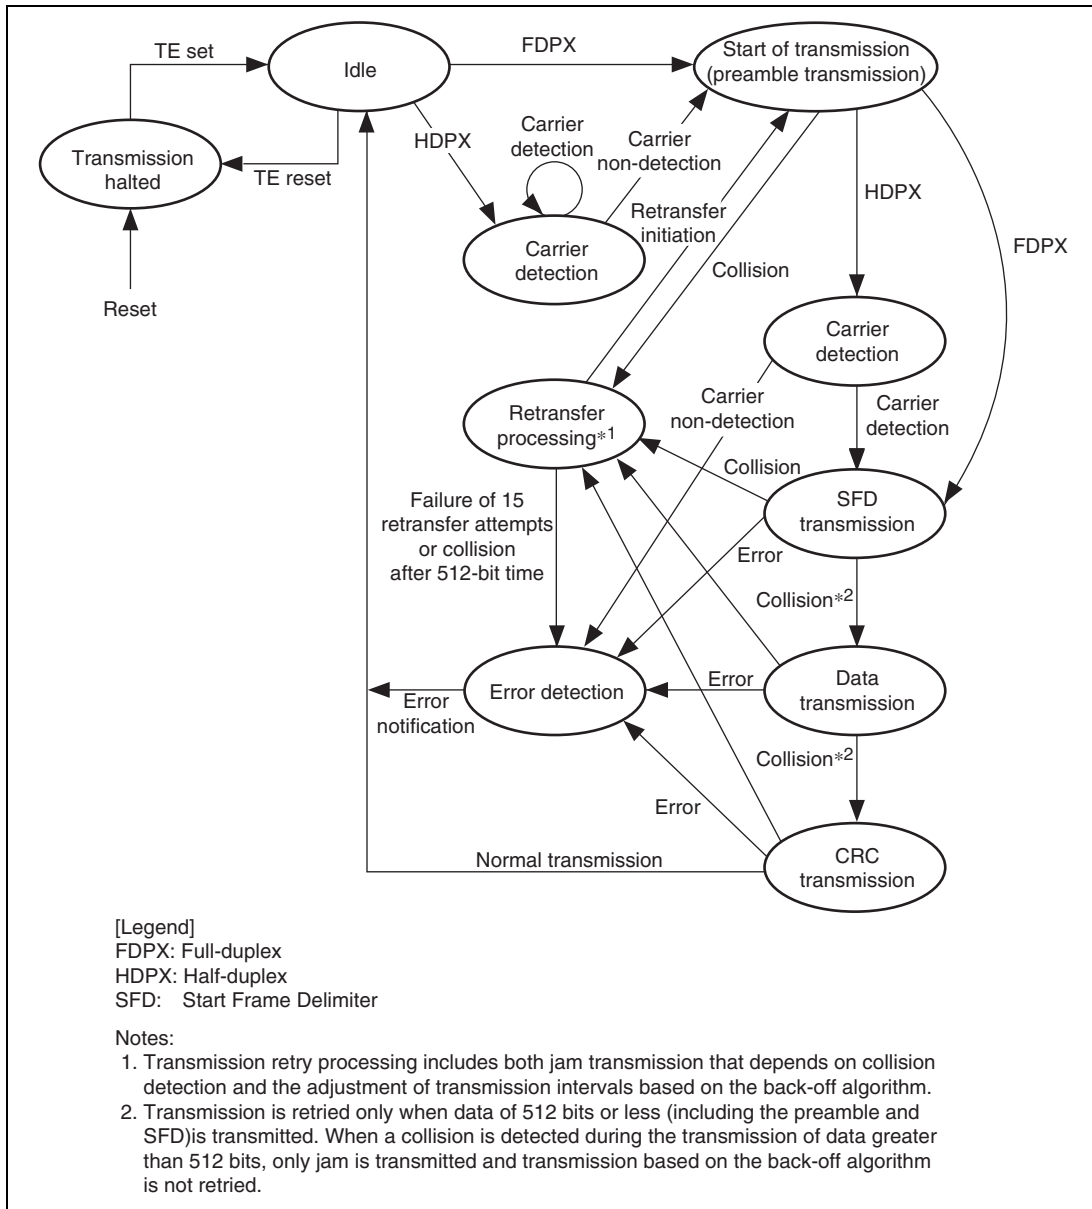 TE set
Idle
FDPX
Start of transmission
(preamble transmission)
Transmission
halted
TE reset
HDPX
Carrier
detection
Carrier
non-detection
HDPX
Retransfer
initiation
Carrier
detection
Collision
FDPX
Reset
Carrier
detection
Carrier
non-detection
Carrier
detection
Retransfer
processing*1
Collision
SFD
transmission
Failure of 15
retransfer attempts
or collision
after 512-bit time
Error
Collision*2
Error detection
Error
Data
transmission
Error
notification
Collision*2
Error
Normal transmission
CRC
transmission
[Legend]
FDPX: Full-duplex
HDPX: Half-duplex
SFD: Start Frame Delimiter
Notes:
1. Transmission retry processing includes both jam transmission that depends on collision
detection and the adjustment of transmission intervals based on the back-off algorithm.
2. Transmission is retried only when data of 512 bits or less (including the preamble and
SFD)is transmitted. When a collision is detected during the transmission of data greater
than 512 bits, only jam is transmitted and transmission based on the back-off algorithm
is not retried.